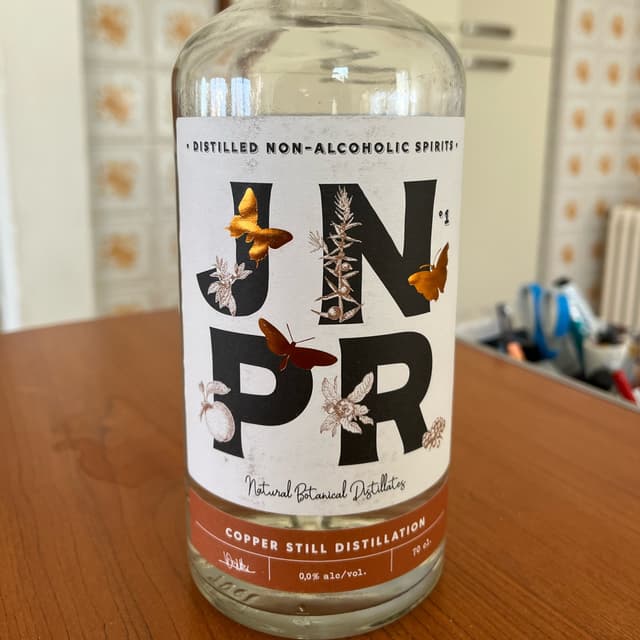 • DISTILLED NON-ALCOHOLIC SPIRITS •
JN
°1
PR
Natural Botanical Distillates
COPPER STILL DISTILLATION
0,0% alc/vol.
70 cl.